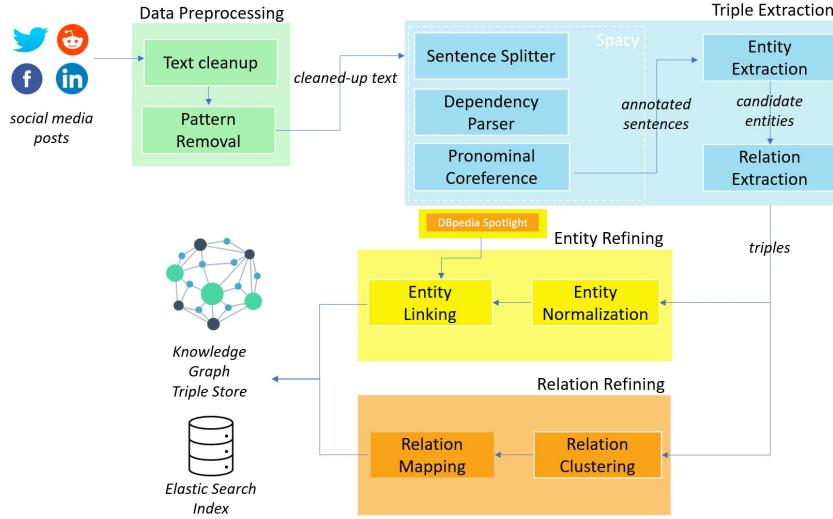 Data Preprocessing
Triple Extraction
social media
posts
Text cleanup
Pattern
Removal
cleaned-up text
Spacy
Sentence Splitter
Dependency
Parser
Pronominal
Coreference
annotated
sentences
Entity
Extraction
candidate
entities
Relation
Extraction
triples
DBpedia Spotlight
Entity Refining
Entity
Linking
Entity
Normalization
Relation Refining
Relation
Mapping
Relation
Clustering
Knowledge
Graph
Triple Store
Elastic Search
Index